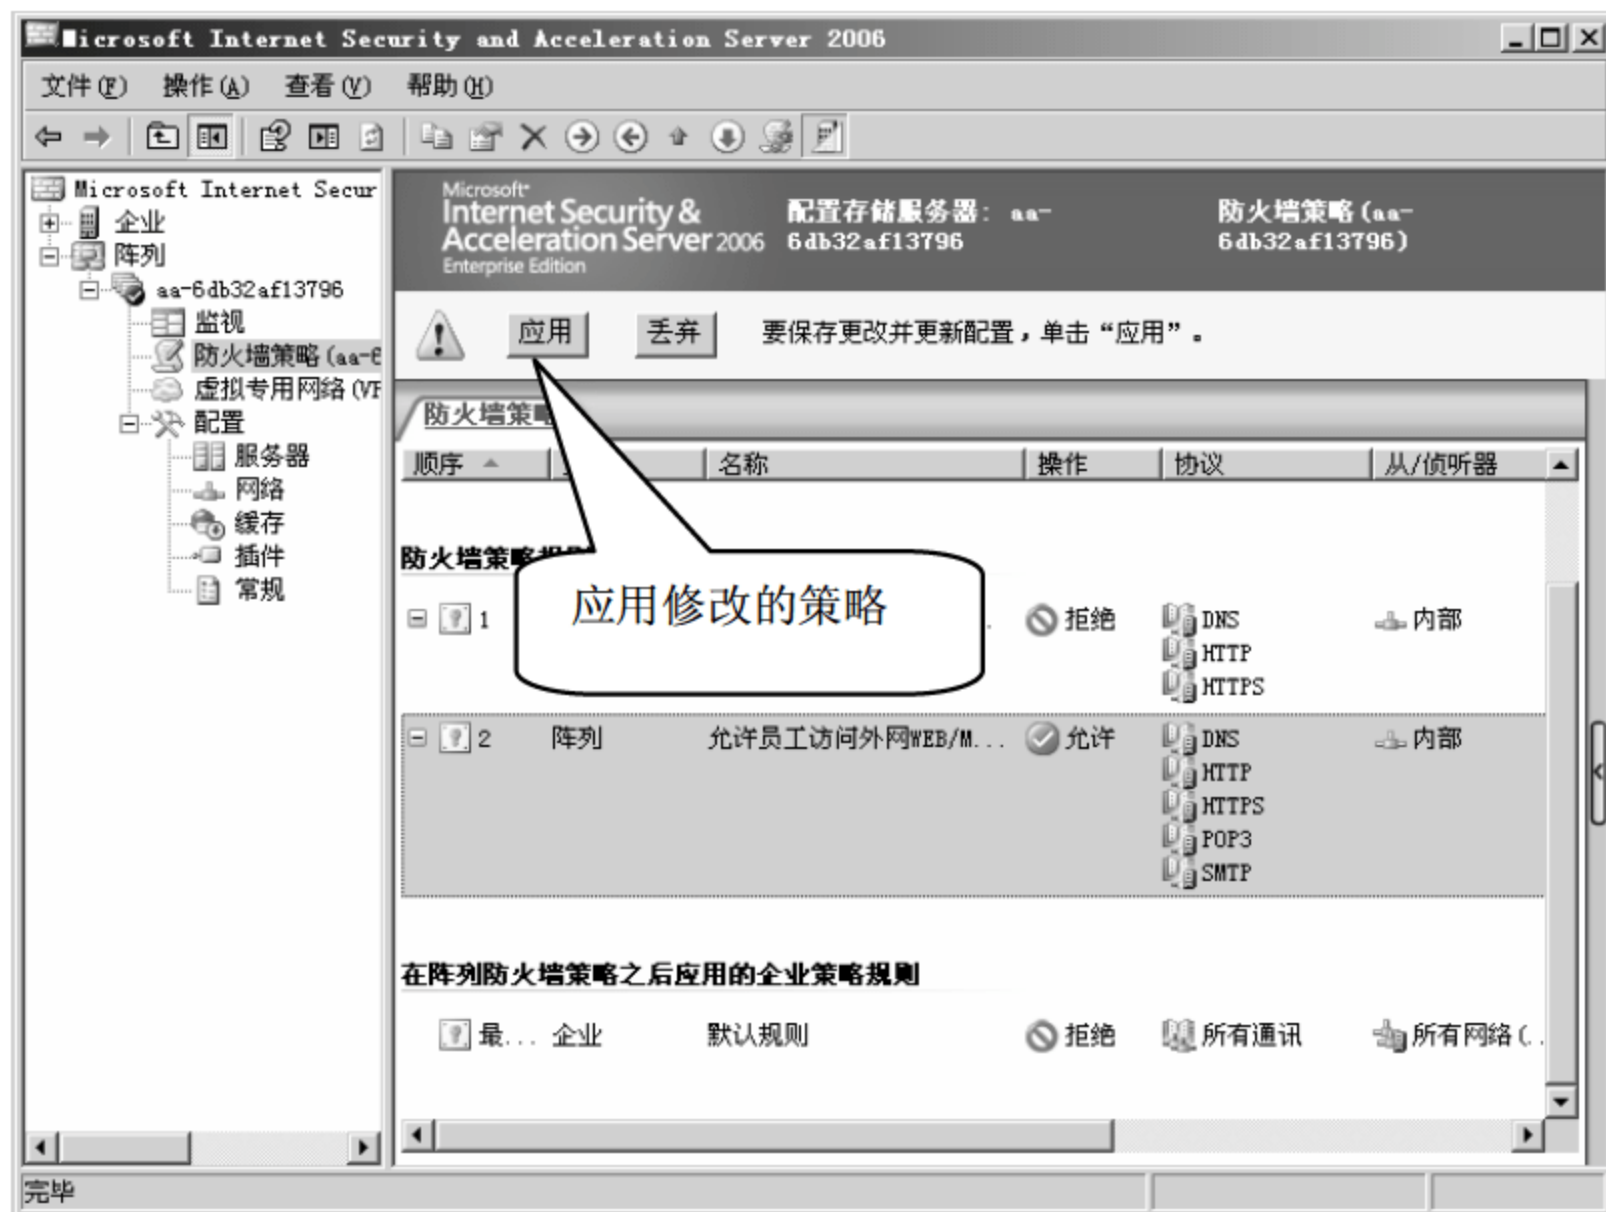 Microsoft Internet Security and Acceleration Server 2006
文件(F) 操作(A) 查看(V) 帮助(H)
Microsoft Internet Secur
企业
阵列
aa-6db32af13796
监视
防火墙策略(aa-6
虚拟专用网络(VP
配置
服务器
网络
缓存
插件
常规
Microsoft
Internet Security &
Acceleration Server 2006
Enterprise Edition
配置存储服务器: aa-
6db32af13796
防火墙策略(aa-
6db32af13796)
应用 丢弃 要保存更改并更新配置，单击“应用”。
防火墙策
顺序 名称 操作 协议 从/侦听器
防火墙策略规则
应用修改的策略
1 拒绝 DNS 内部
HTTP
HTTPS
2 阵列 允许员工访问外网WEB/M... 允许 DNS 内部
HTTP
HTTPS
POP3
SMTP
在阵列防火墙策略之后应用的企业策略规则
最... 企业 默认规则 拒绝 所有通讯 所有网络(..
完毕